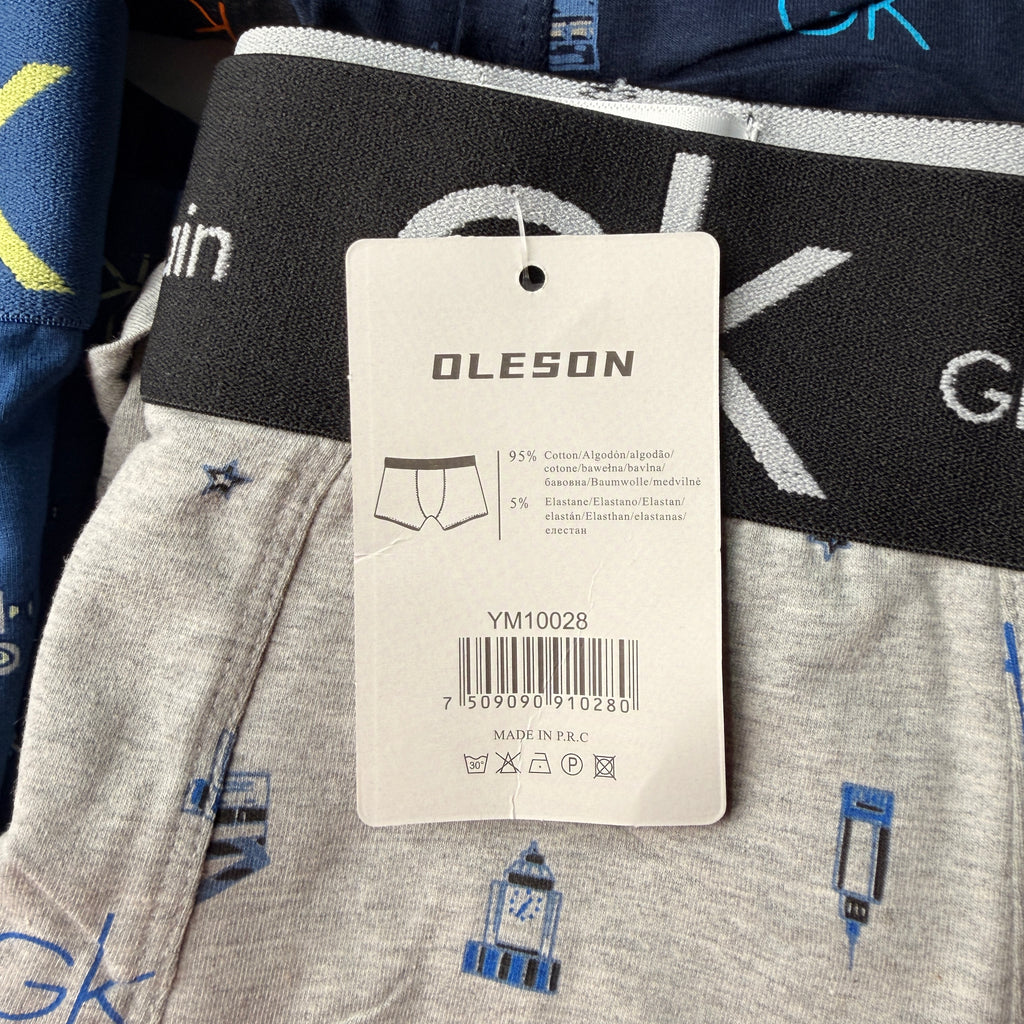 GK
ain
ck
OLESON
95% Cotton/Algodón/algodão/
cotone/bawełna/bavlna/
бавовна/Baumwolle/medvilnė
5% Elastane/Elastano/Elastan/
elastán/Elasthan/elastanas/
еластан
YM10028
7 509090 910280
MADE IN P.R.C
30°
P
Gk